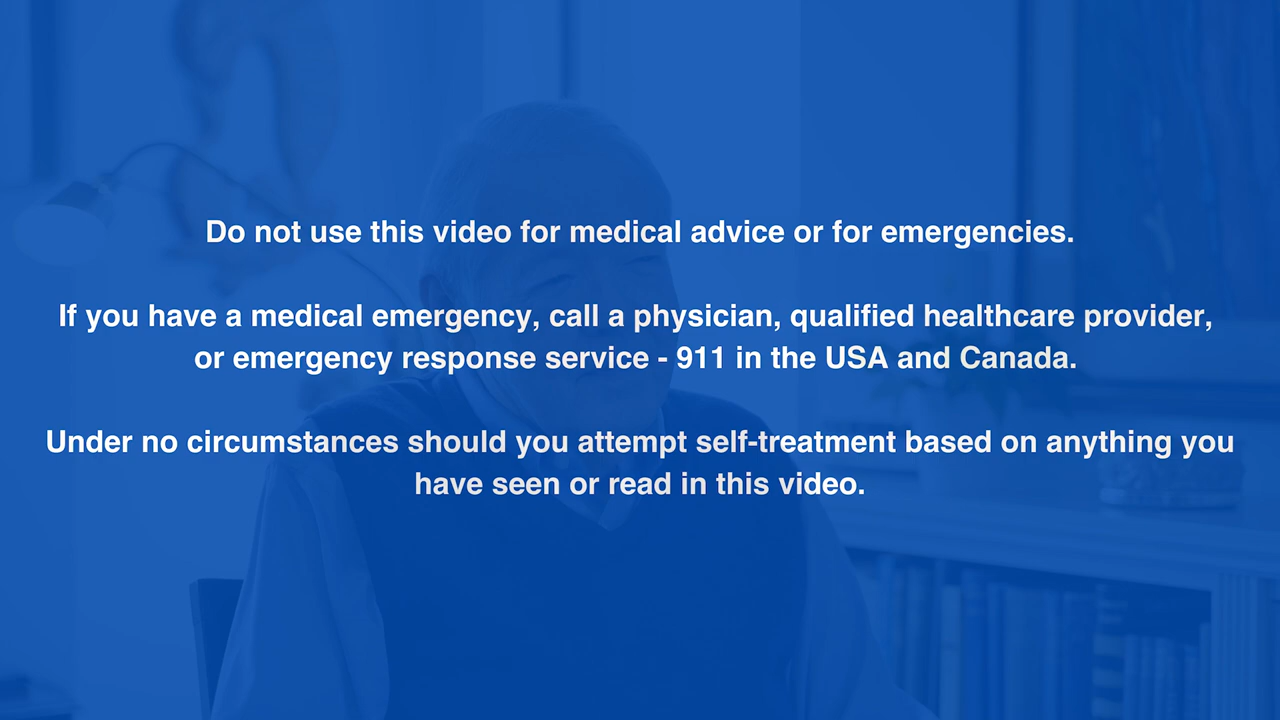 Do not use this video for medical advice or for emergencies.
If you have a medical emergency, call a physician, qualified healthcare provider,
or emergency response service - 911 in the USA and Canada.
Under no circumstances should you attempt self-treatment based on anything you
have seen or read in this video.